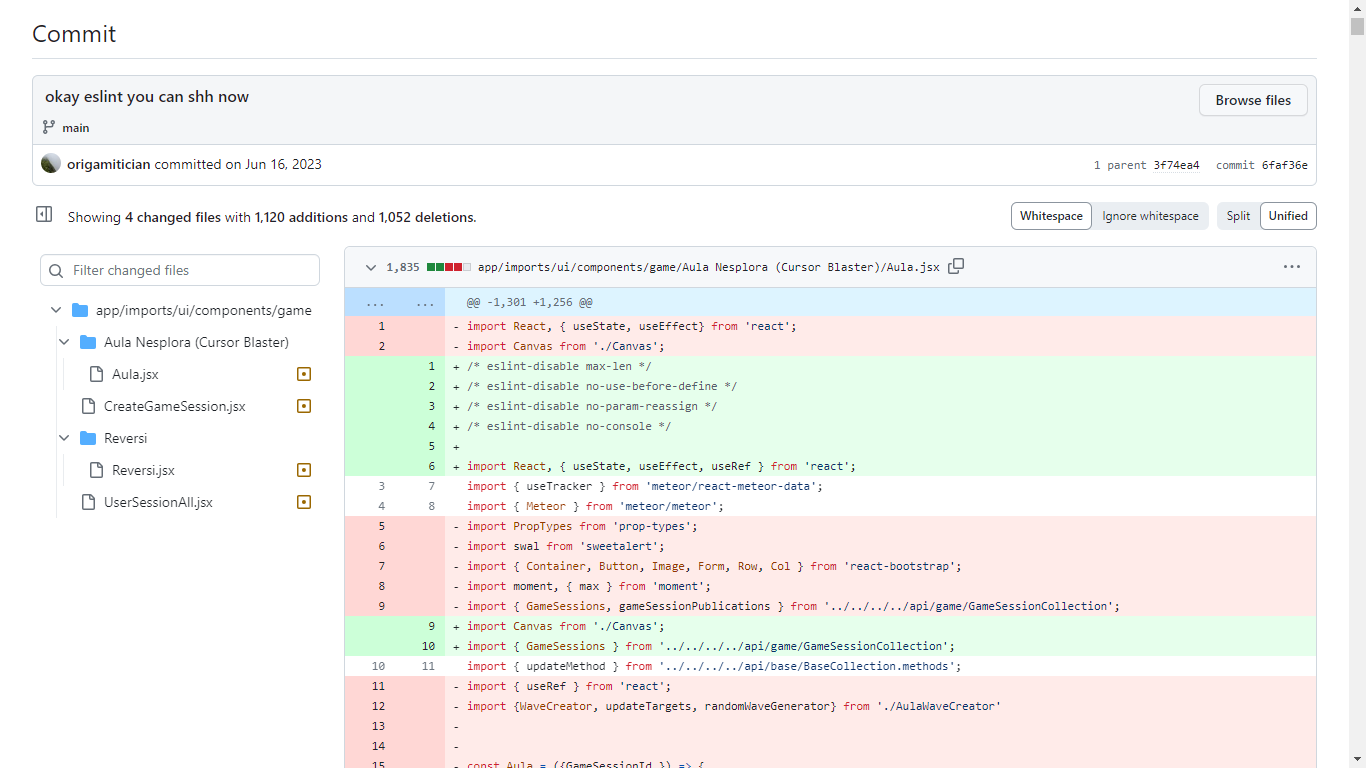 Commit
okay eslint you can shh now
Browse files
main
origamitician committed on Jun 16, 2023
1 parent 3f74ea4 commit 6faf36e
Showing 4 changed files with 1,120 additions and 1,052 deletions.
Whitespace Ignore whitespace Split Unified
Filter changed files
app/imports/ui/components/game
Aula Nesplora (Cursor Blaster)
Aula.jsx
CreateGameSession.jsx
Reversi
Reversi.jsx
UserSessionAll.jsx
1,835 app/imports/ui/components/game/Aula Nesplora (Cursor Blaster)/Aula.jsx
... ... @@ -1,301 +1,256 @@
1 - import React, { useState, useEffect} from 'react';
2 - import Canvas from './Canvas';
1 + /* eslint-disable max-len */
2 + /* eslint-disable no-use-before-define */
3 + /* eslint-disable no-param-reassign */
4 + /* eslint-disable no-console */
5 +
6 + import React, { useState, useEffect, useRef } from 'react';
3 7 import { useTracker } from 'meteor/react-meteor-data';
4 8 import { Meteor } from 'meteor/meteor';
5 - import PropTypes from 'prop-types';
6 - import swal from 'sweetalert';
7 - import { Container, Button, Image, Form, Row, Col } from 'react-bootstrap';
8 - import moment, { max } from 'moment';
9 - import { GameSessions, gameSessionPublications } from '../../../../api/game/GameSessionCollection';
9 + import Canvas from './Canvas';
10 + import { GameSessions } from '../../../../api/game/GameSessionCollection';
10 11 import { updateMethod } from '../../../../api/base/BaseCollection.methods';
11 - import { useRef } from 'react';
12 - import {WaveCreator, updateTargets, randomWaveGenerator} from './AulaWaveCreator'
13 -
14 -
15 - const Aula = ({GameSessionId }) => {